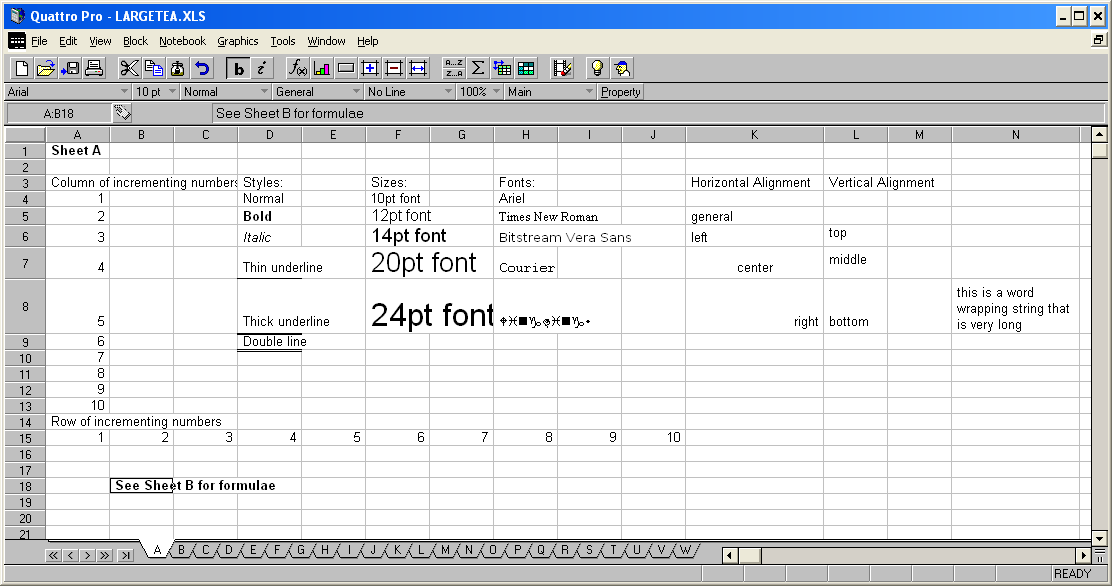 Quattro Pro - LARGETEA.XLS
File Edit View Block Notebook Graphics Tools Window Help
b i f(x) A...Z Z...A Σ
Arial 10 pt Normal General No Line 100% Main Property
A:B18 See Sheet B for formulae
A B C D E F G H I J K L M N
1 Sheet A
2
3 Column of incrementing numbers Styles: Sizes: Fonts: Horizontal Alignment Vertical Alignment
4 1 Normal 10pt font Ariel
5 2 Bold 12pt font Times New Roman general
6 3 Italic 14pt font Bitstream Vera Sans left top
7 4 Thin underline 20pt font Courier center middle
8 5 Thick underline 24pt font right bottom this is a word
wrapping string that
is very long
9 6 Double line
10 7
11 8
12 9
13 10
14 Row of incrementing numbers
15 1 2 3 4 5 6 7 8 9 10
16
17
18 See Sheet B for formulae
19
20
21
A B C D E F G H I J K L M N O P Q R S T U V W
READY